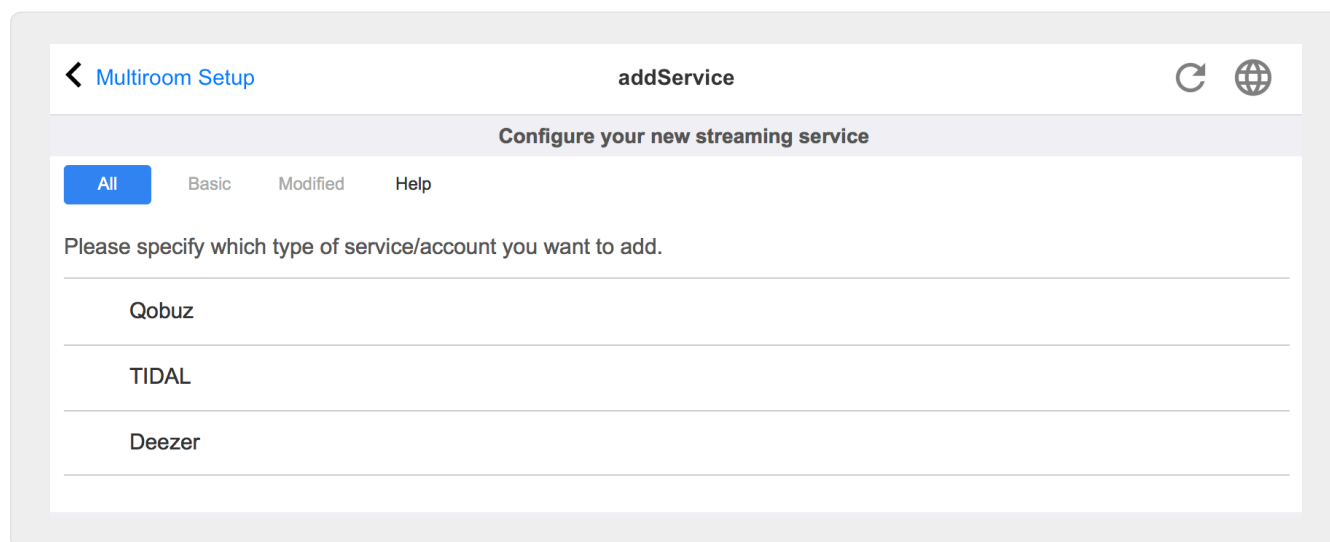 Multiroom Setup addService
Configure your new streaming service
All Basic Modified Help
Please specify which type of service/account you want to add.
Qobuz
TIDAL
Deezer